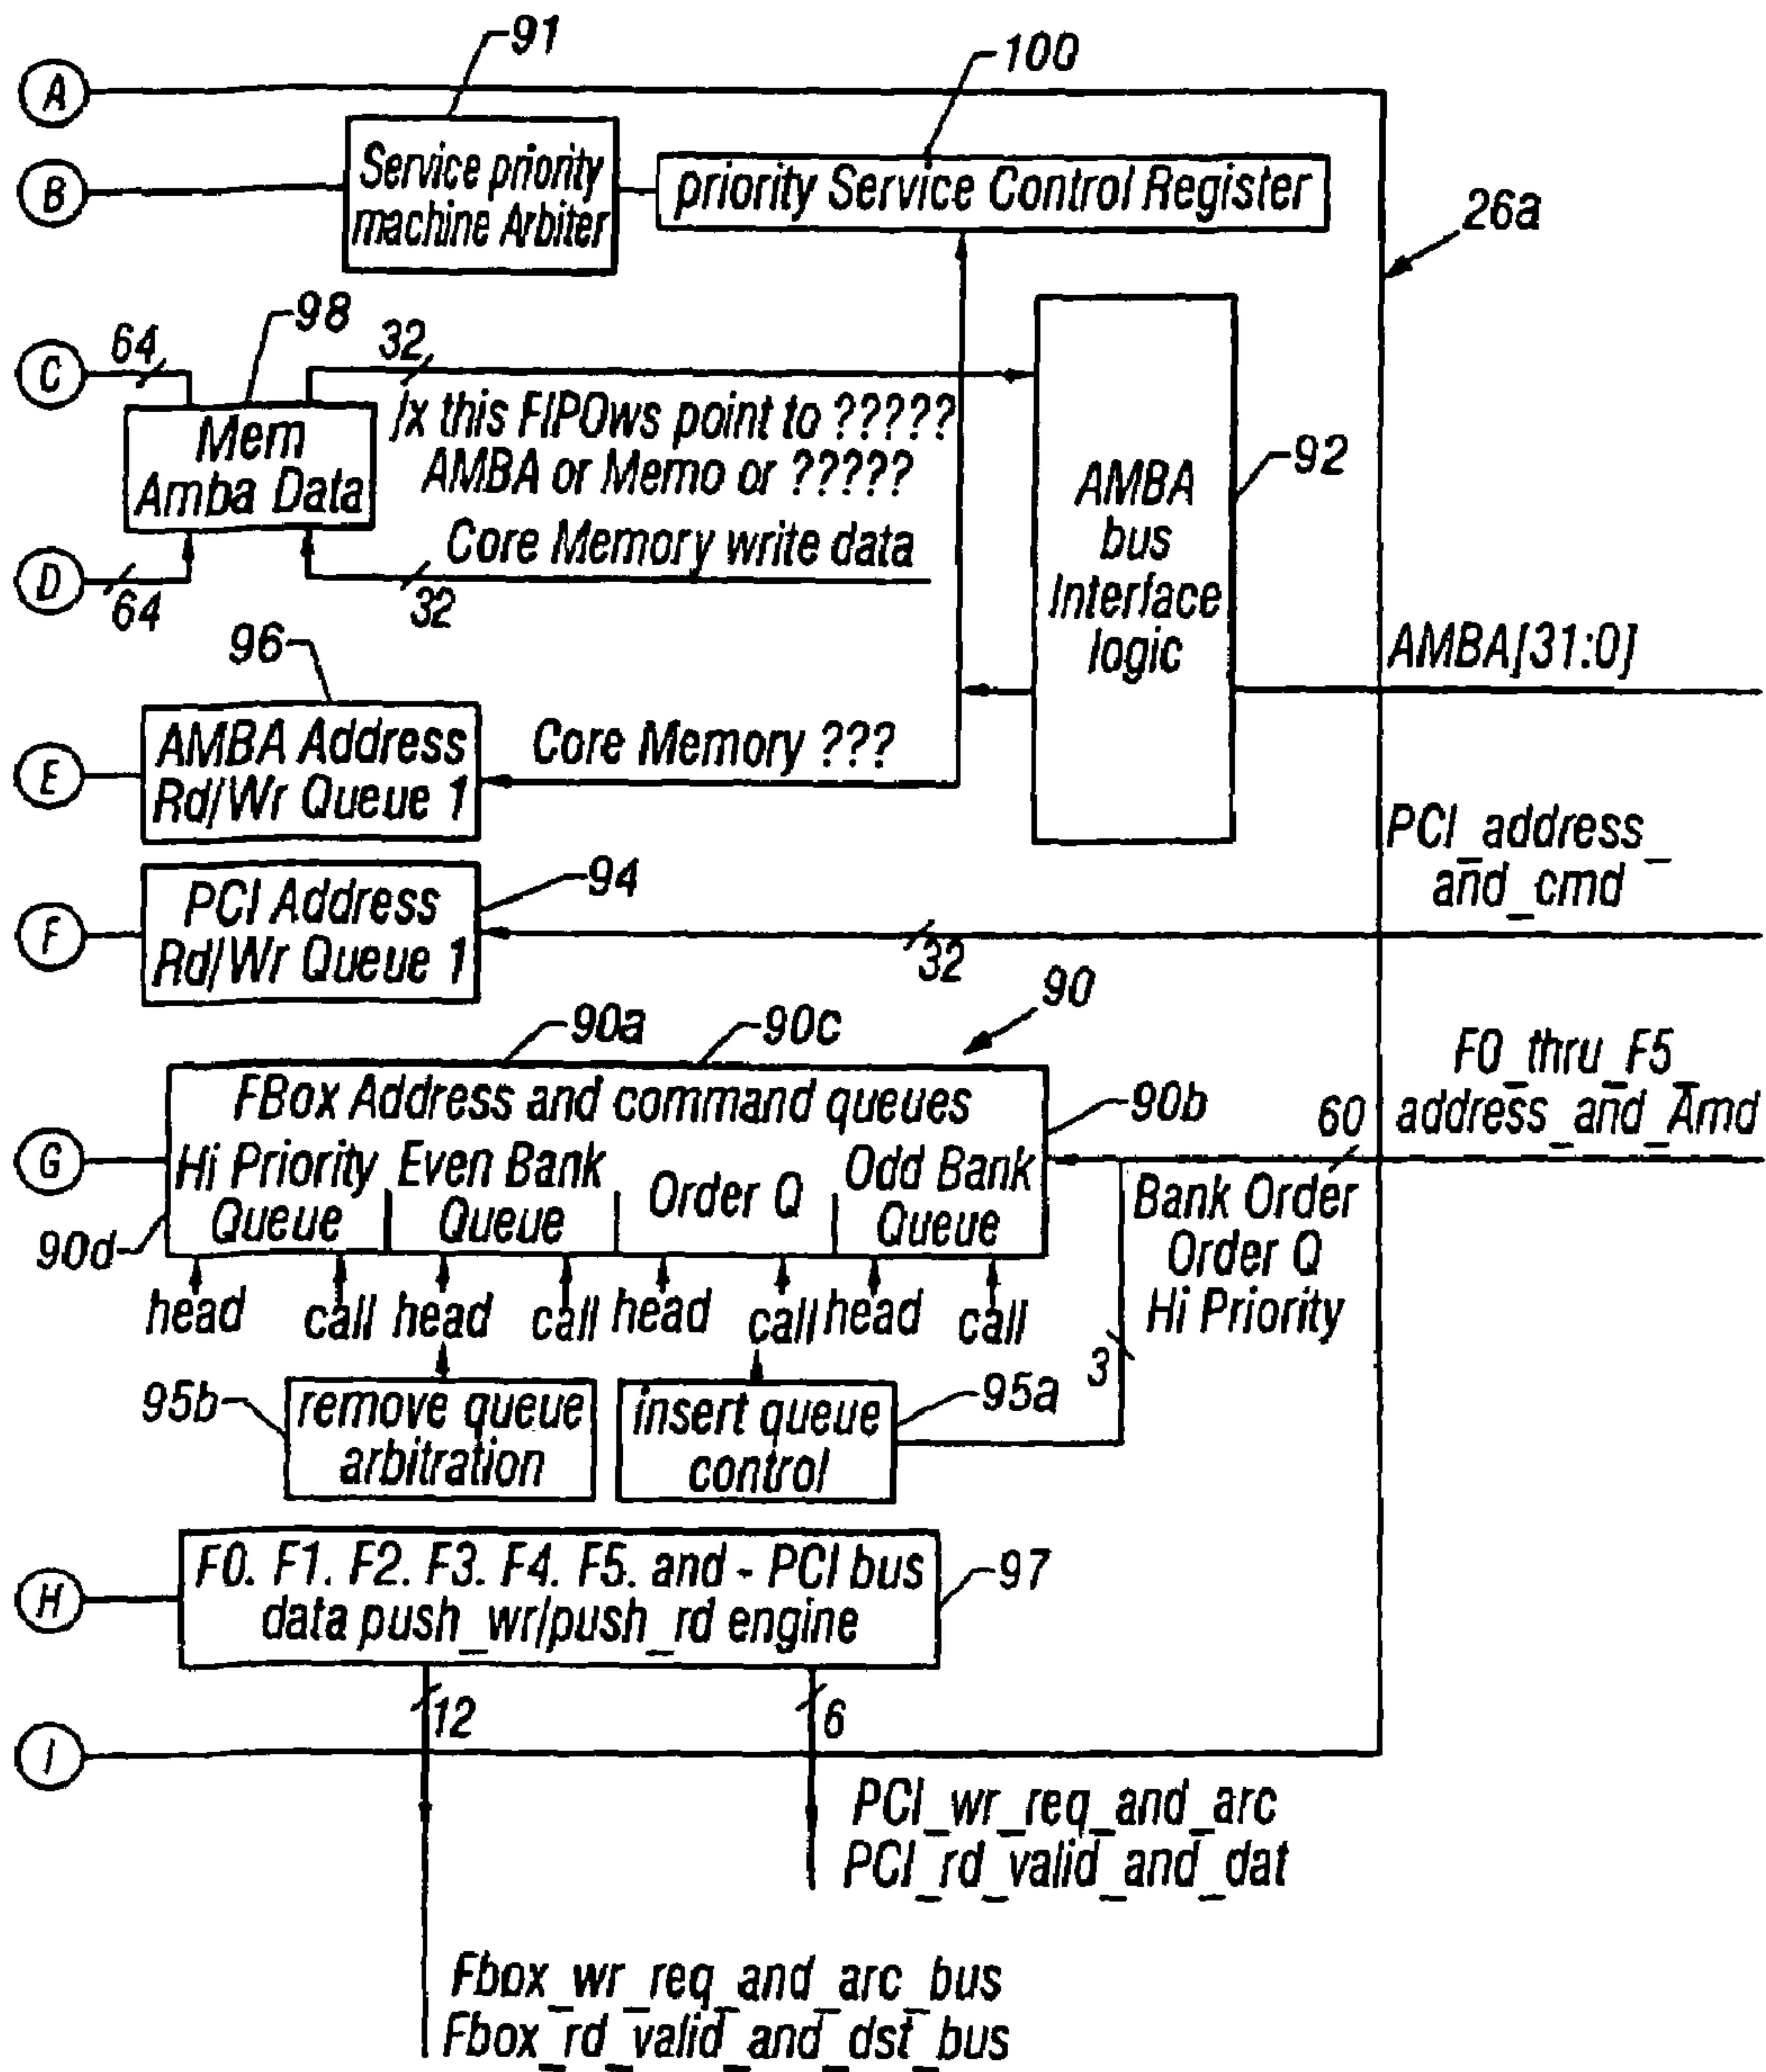 91
100
A
Service priority
machine Arbiter
priority Service Control Register
B
26a
98
64
32
C
/x this FIPOws point to ?????
AMBA or Memo or ?????
Mem
Amba Data
Core Memory write data
D
64
32
AMBA
bus
Interface
logic
92
96
AMBA[31:0]
AMBA Address
Rd/Wr Queue 1
Core Memory ???
E
PCI_address_
and_cmd
94
PCI Address
Rd/Wr Queue 1
F
32
90a
90c
90
F0_thru_F5_
address_and_Amd
60
FBox Address and command queues
90b
G
Hi Priority
Queue
Even Bank
Queue
Order Q
Odd Bank
Queue
90d
Bank Order
Order Q
Hi Priority
head call head call head call head call
3
95b
remove queue
arbitration
insert queue
control
95a
H
F0. F1. F2. F3. F4. F5. and - PCI bus
data push_wr/push_rd engine
97
12
6
I
PCI_wr_req_and_arc
PCI_rd_valid_and_dat
Fbox_wr_req_and_arc_bus
Fbox_rd_valid_and_dst_bus